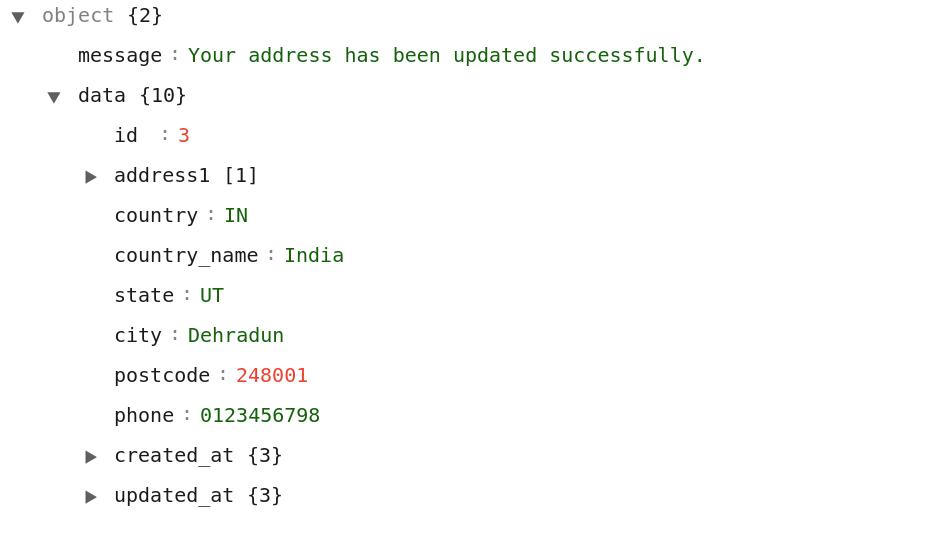 object {2}
message : Your address has been updated successfully.
data {10}
id : 3
address1 [1]
country : IN
country_name : India
state : UT
city : Dehradun
postcode : 248001
phone : 0123456798
created_at {3}
updated_at {3}